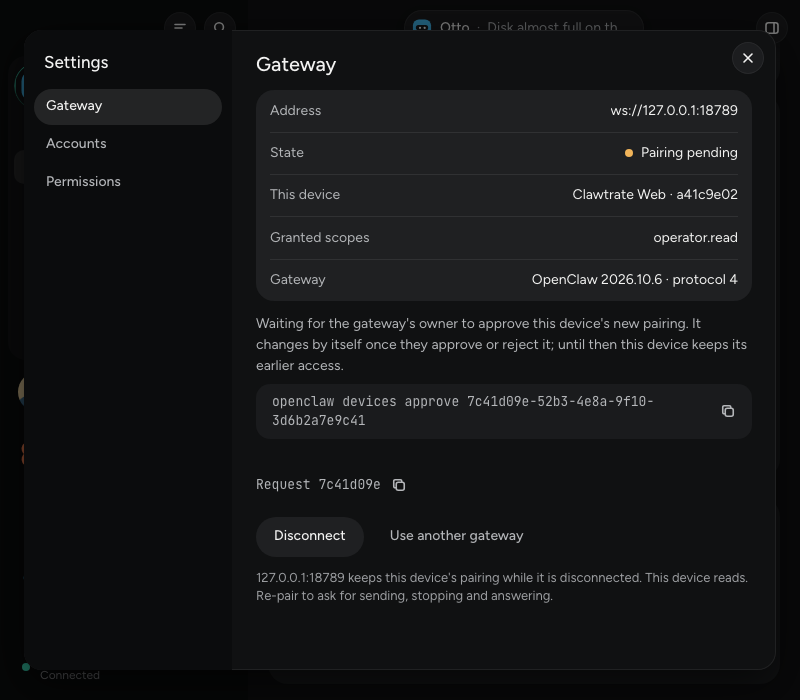 Otto · Disk almost full on th
Settings
Gateway
Accounts
Permissions
Gateway
Address ws://127.0.0.1:18789
State Pairing pending
This device Clawtrate Web · a41c9e02
Granted scopes operator.read
Gateway OpenClaw 2026.10.6 · protocol 4
Waiting for the gateway's owner to approve this device's new pairing. It
changes by itself once they approve or reject it; until then this device keeps its
earlier access.
openclaw devices approve 7c41d09e-52b3-4e8a-9f10-
3d6b2a7e9c41
Request 7c41d09e
Disconnect Use another gateway
127.0.0.1:18789 keeps this device's pairing while it is disconnected. This device reads.
Re-pair to ask for sending, stopping and answering.
Connected